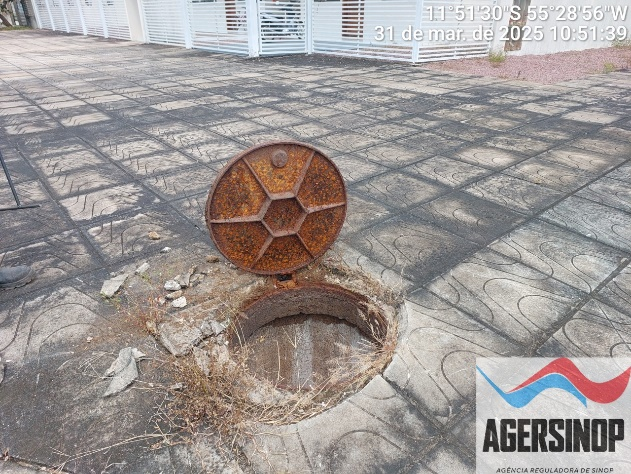 11°51'30"S 55°28'56"W
31 de mar. de 2025 10:51:39
AGERSINOP
AGÊNCIA REGULADORA DE SINOP